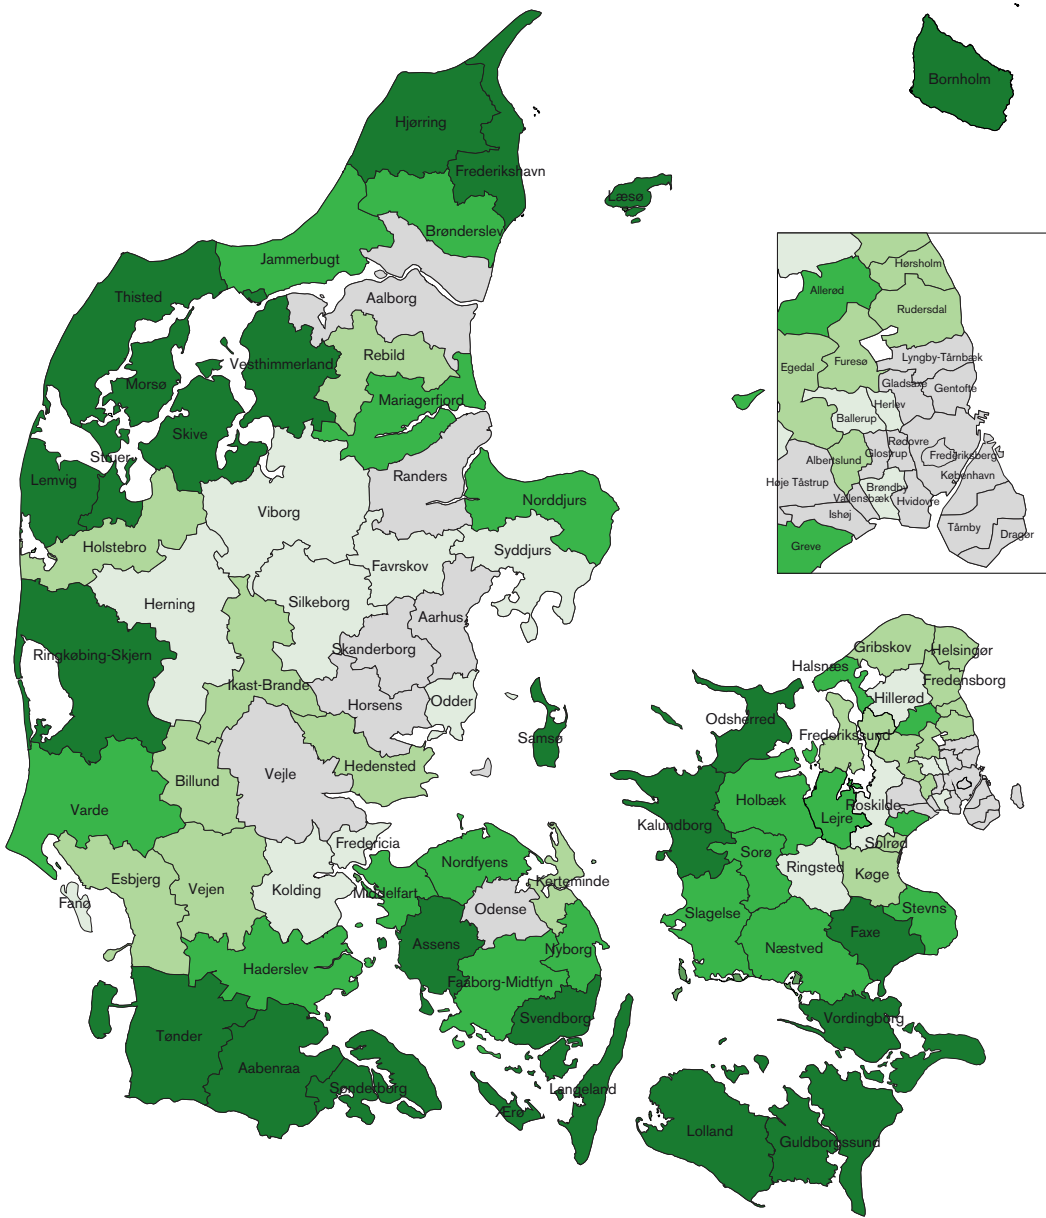 Bornholm
Hjørring
Frederikshavn
Læsø
Brønderslev
Jammerbugt
Hørsholm
Allerød
Thisted
Aalborg
Rudersdal
Rebild
Vesthimmerland
Lyngby-Tårnbæk
Furesø
Egedal
Morsø
Gladsaxe
Gentofte
Mariagerfjord
Herlev
Ballerup
Skive
Rødovre
Struer
Glostrup
Frederiksberg
Albertslund
Randers
København
Lemvig
Høje Tåstrup
Brøndby
Vallensbæk
Norddjurs
Hvidovre
Viborg
Ishøj
Tårnby
Dragør
Holstebro
Greve
Syddjurs
Favrskov
Herning
Silkeborg
Aarhus
Skanderborg
Ringkøbing-Skjern
Gribskov
Helsingør
Halsnæs
Fredensborg
Ikast-Brande
Hillerød
Odder
Horsens
Odsherred
Samsø
Frederikssund
Hedensted
Vejle
Billund
Holbæk
Roskilde
Varde
Lejre
Kalundborg
Fredericia
Solrød
Sorø
Nordfyens
Ringsted
Køge
Esbjerg
Kerteminde
Vejen
Kolding
Middelfart
Fanø
Odense
Stevns
Slagelse
Faxe
Assens
Nyborg
Næstved
Haderslev
Faaborg-Midtfyn
Svendborg
Vordingborg
Tønder
Aabenraa
Sønderborg
Langeland
Ærø
Lolland
Guldborgssund